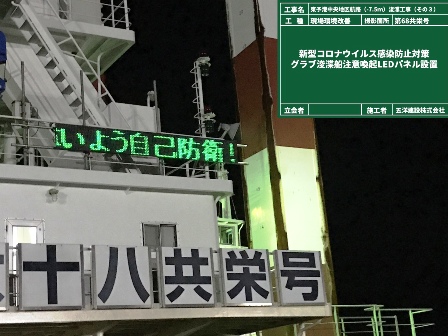 工事名 東予港中央地区航路（-7.5m）浚渫工事（その3）
工種 現場環境改善 撮影箇所 第68共栄号
新型コロナウイルス感染防止対策
グラブ浚渫船注意喚起LEDパネル設置
立会者 施工者 五洋建設株式会社
いよう自己防衛！
十八共栄号